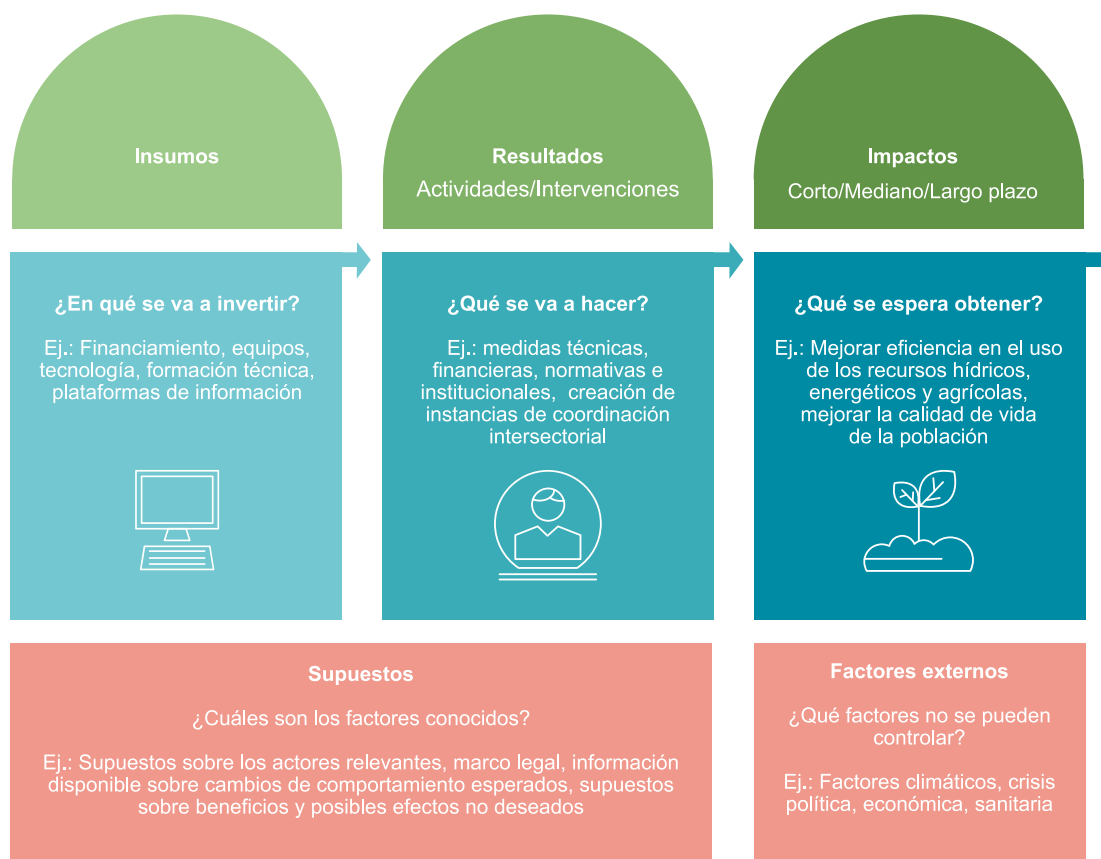 Insumos
Resultados
Actividades/Intervenciones
Impactos
Corto/Mediano/Largo plazo
¿En qué se va a invertir?
Ej.: Financiamiento, equipos,
tecnología, formación técnica,
plataformas de información
¿Qué se va a hacer?
Ej.: medidas técnicas,
financieras, normativas e
institucionales, creación de
instancias de coordinación
intersectorial
¿Qué se espera obtener?
Ej.: Mejorar eficiencia en el uso
de los recursos hídricos,
energéticos y agrícolas,
mejorar la calidad de vida
de la población
Supuestos
¿Cuáles son los factores conocidos?
Ej.: Supuestos sobre los actores relevantes, marco legal, información
disponible sobre cambios de comportamiento esperados, supuestos
sobre beneficios y posibles efectos no deseados
Factores externos
¿Qué factores no se pueden
controlar?
Ej.: Factores climáticos, crisis
política, económica, sanitaria